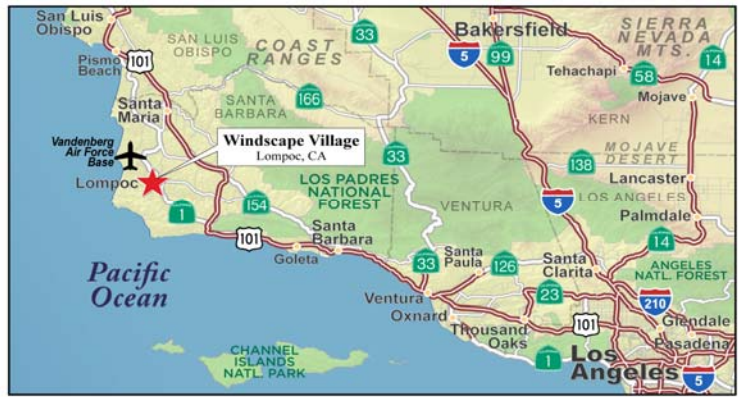 San Luis
Obispo
Pismo
Beach
101
SAN LUIS
OBISPO
COAST
RANGES
33
Bakersfield
5
99
SIERRA
NEVADA
MTS.
14
Tehachapi
58
Mojave
KERN
166
Santa
Maria
SANTA
BARBARA
Vandenberg
Air Force
Base
Windscape Village
Lompoc, CA
Lompoc
1
154
LOS PADRES
NATIONAL
FOREST
33
VENTURA
138
MOJAVE
DESERT
Lancaster
5
LOS ANGELES
Palmdale
101
Goleta
Santa
Barbara
33
Santa
Paula
126
Santa
Clarita
14
ANGELES
NATL. FOREST
Pacific
Ocean
Ventura
Oxnard
23
210
Thousand
Oaks
101
Glendale
Pasadena
CHANNEL
ISLANDS
NATL. PARK
1
Los
Angeles
5